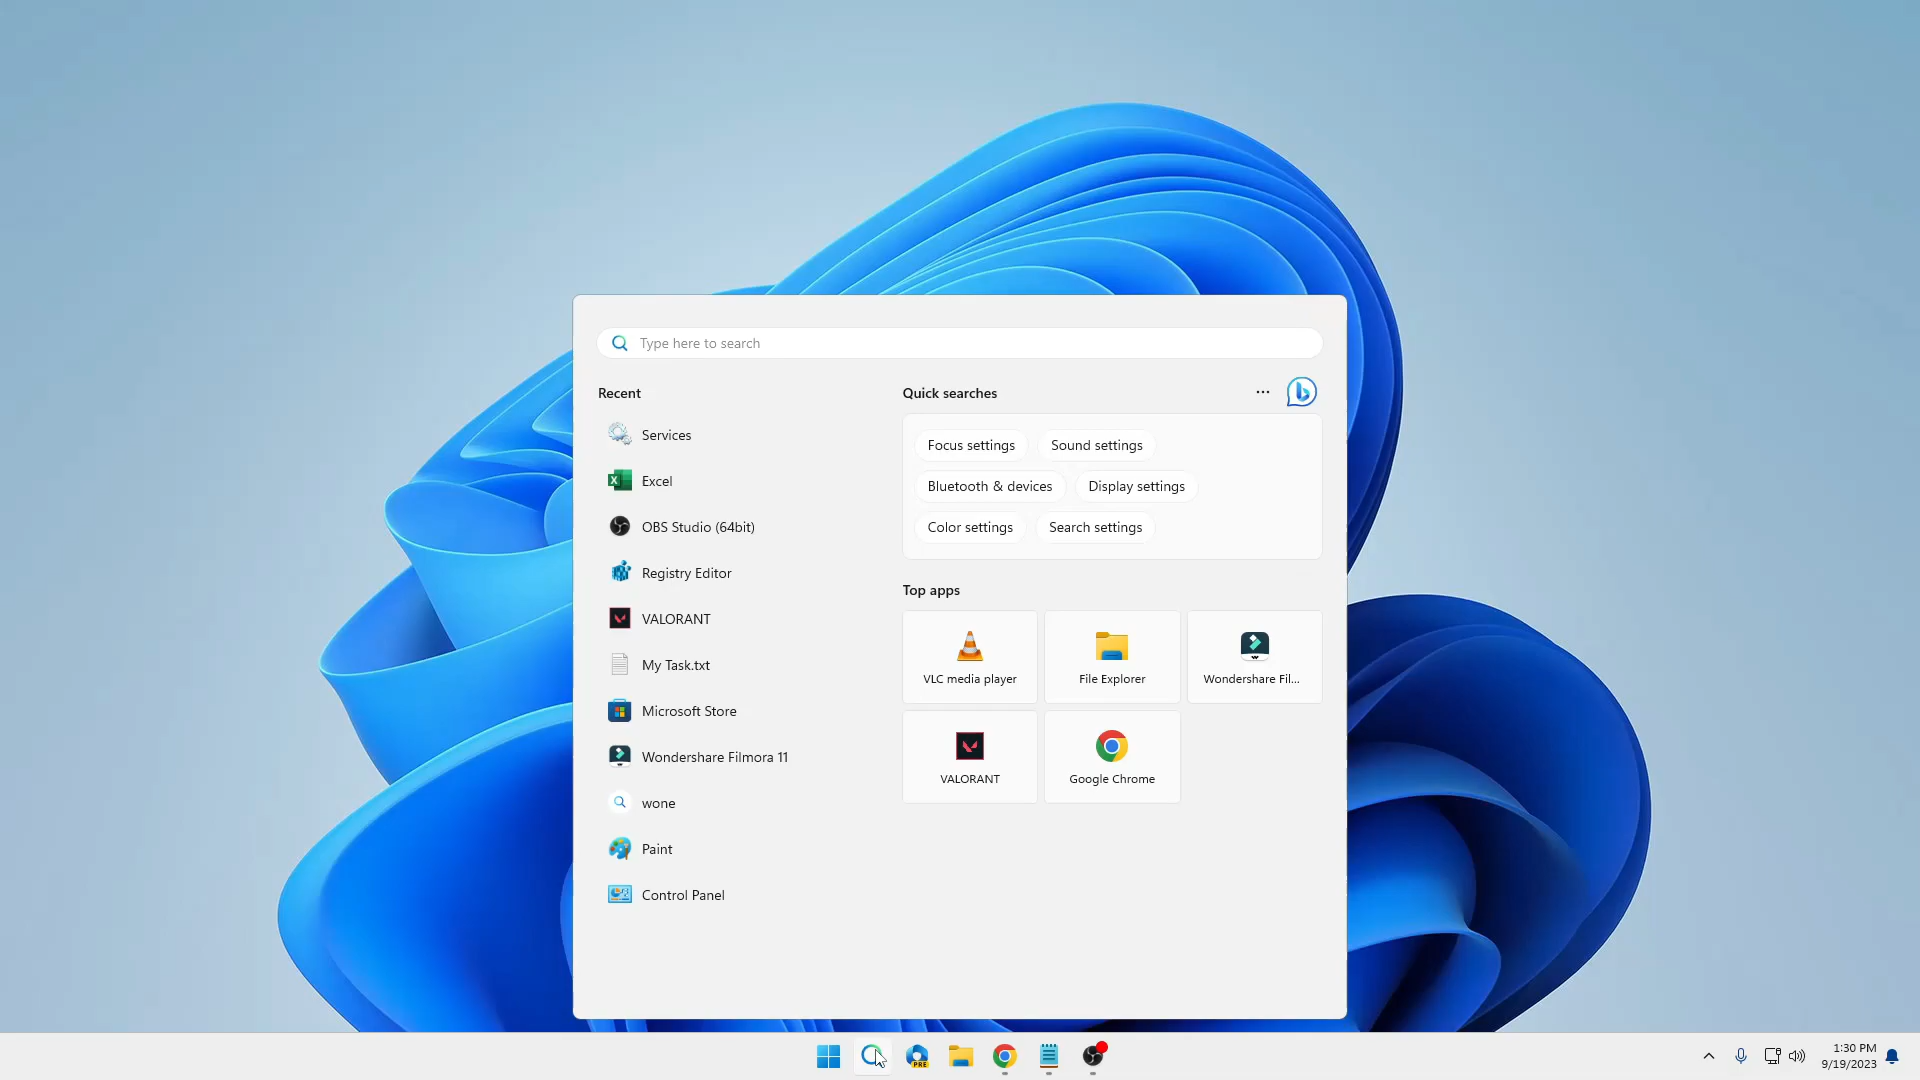 Type here to search
Recent
Quick searches
Services
Excel
OBS Studio (64bit)
Registry Editor
VALORANT
My Task.txt
Microsoft Store
Wondershare Filmora 11
wone
Paint
Control Panel
Focus settings
Sound settings
Bluetooth & devices
Display settings
Color settings
Search settings
Top apps
VLC media player
File Explorer
Wondershare Fil...
VALORANT
Google Chrome
PRE
1:30 PM
9/19/2023